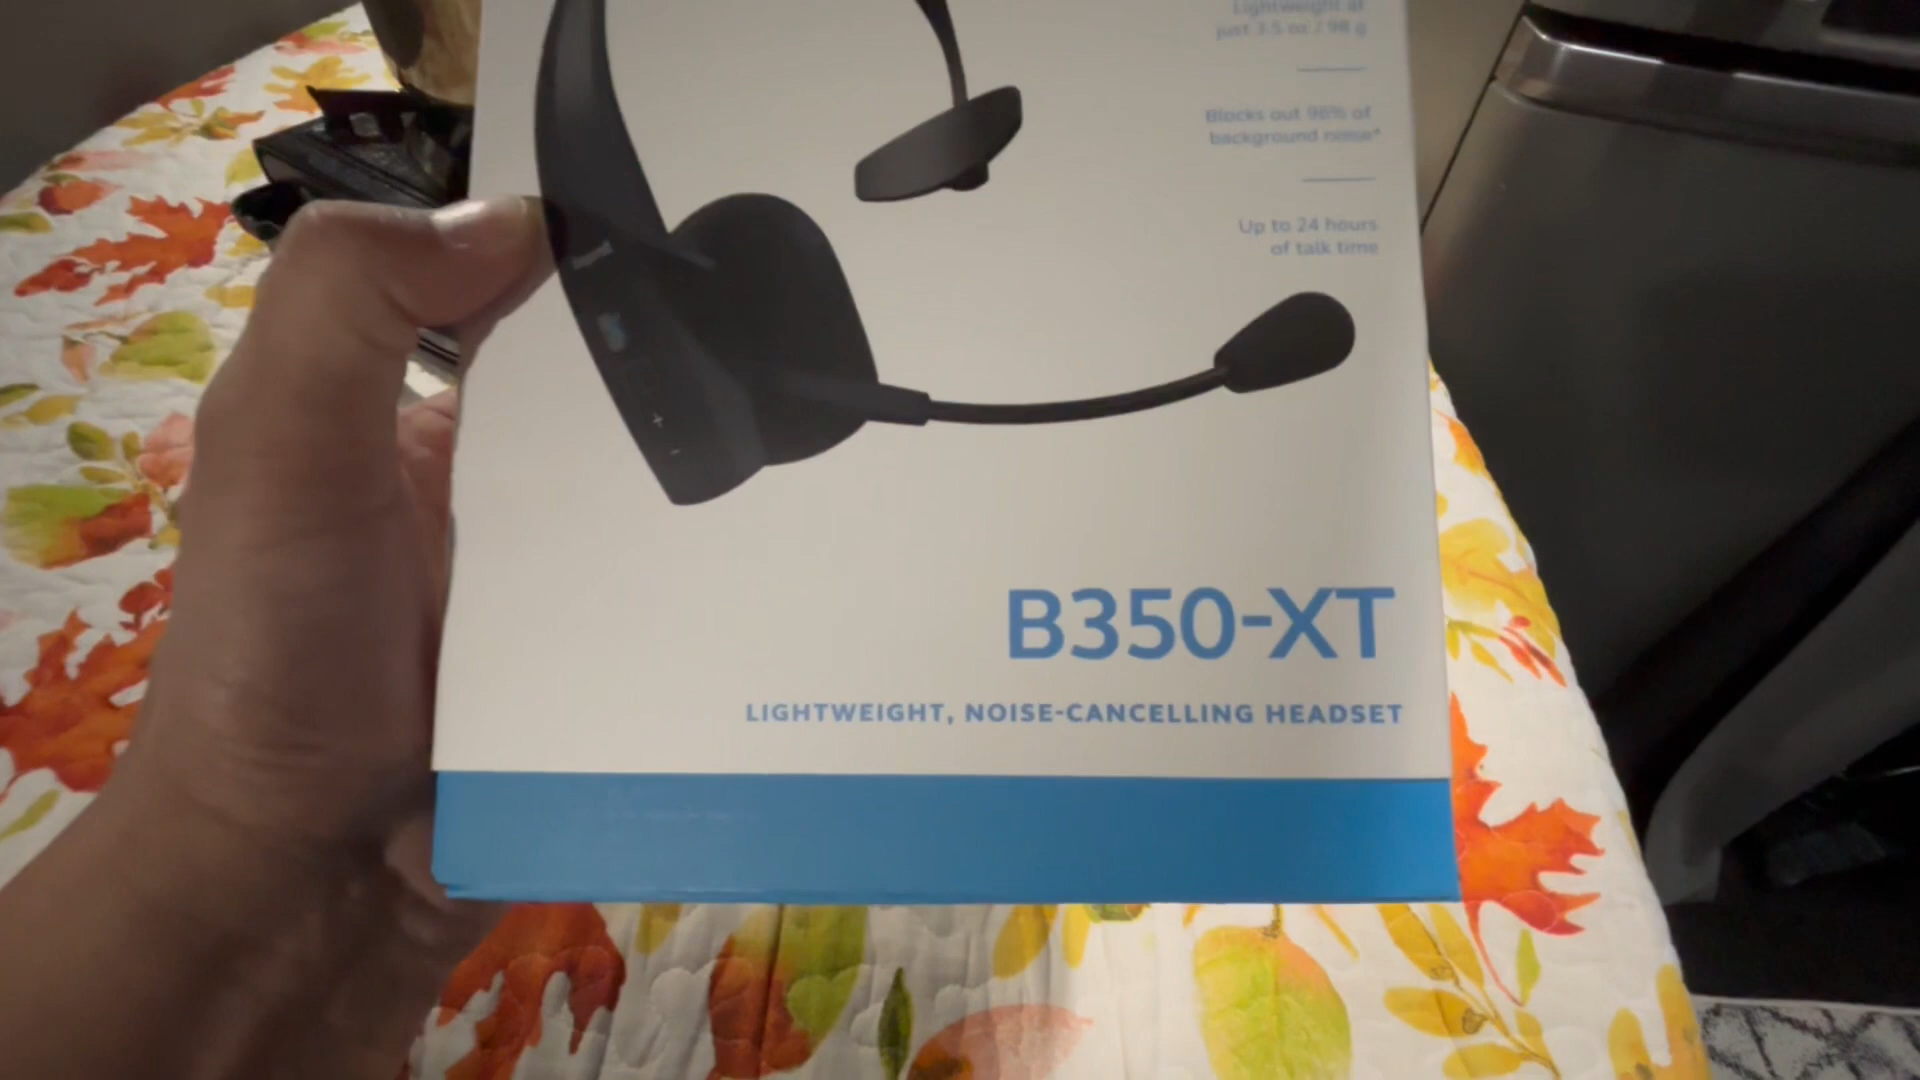 Lightweight at
just 3.5 oz / 98 g
Blocks out 96% of
background noise*
Up to 24 hours
of talk time
+
-
B350-XT
LIGHTWEIGHT, NOISE-CANCELLING HEADSET